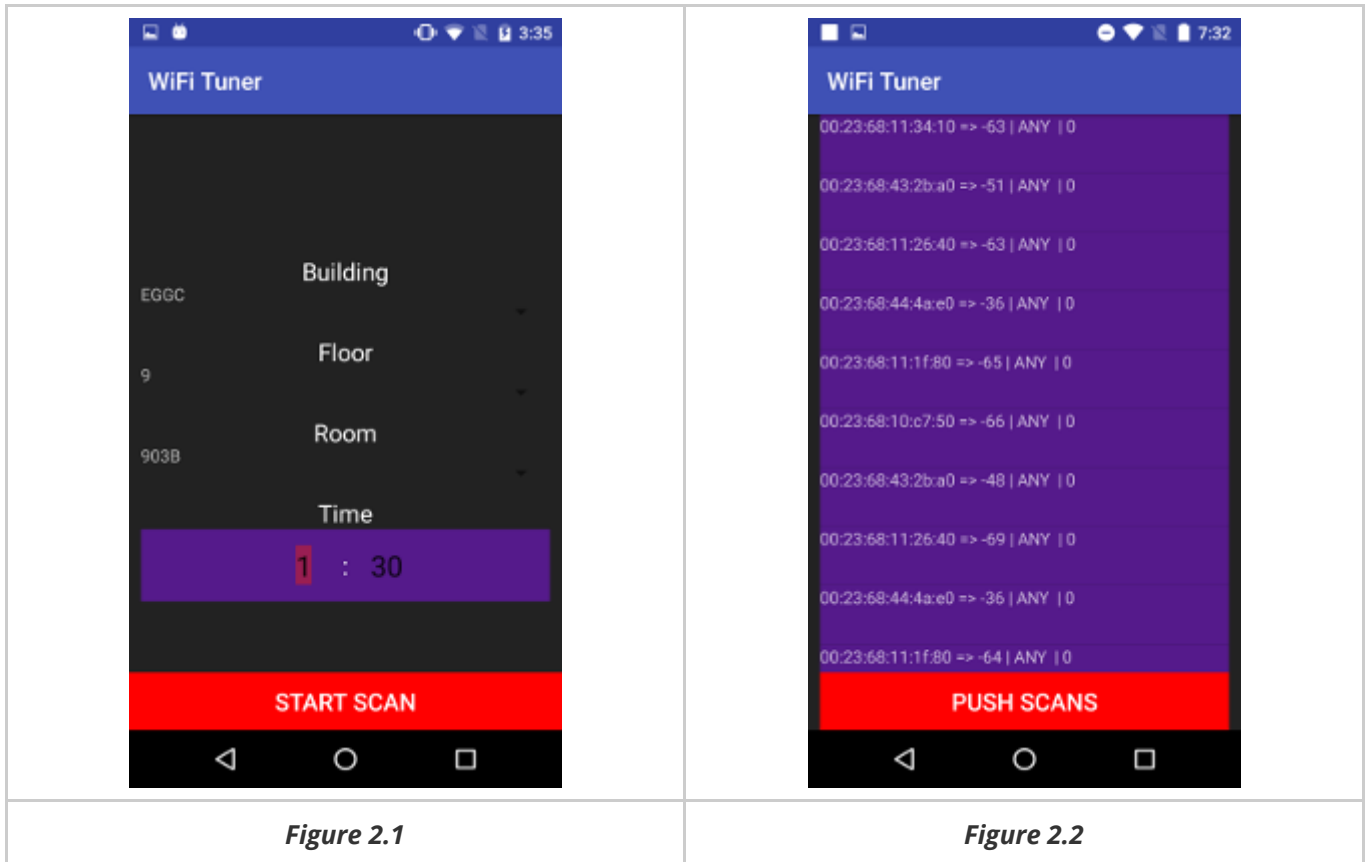 3:35
WiFi Tuner
Building
EGGC
Floor
9
Room
903B
Time
1 : 30
START SCAN
Figure 2.1
7:32
WiFi Tuner
00:23:68:11:34:10 => -63 | ANY | 0
00:23:68:43:2b:a0 => -51 | ANY | 0
00:23:68:11:26:40 => -63 | ANY | 0
00:23:68:44:4a:e0 => -36 | ANY | 0
00:23:68:11:1f:80 => -65 | ANY | 0
00:23:68:10:c7:50 => -66 | ANY | 0
00:23:68:43:2b:a0 => -48 | ANY | 0
00:23:68:11:26:40 => -69 | ANY | 0
00:23:68:44:4a:e0 => -36 | ANY | 0
00:23:68:11:1f:80 => -64 | ANY | 0
PUSH SCANS
Figure 2.2